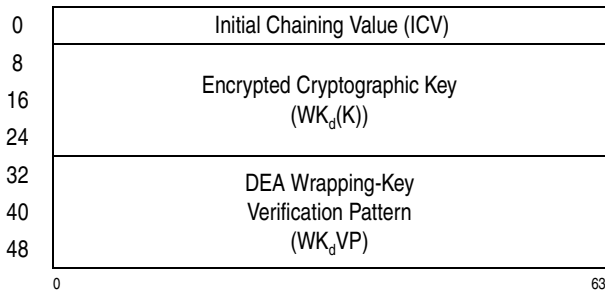 0 Initial Chaining Value (ICV)
8
Encrypted Cryptographic Key
16
(WKd(K))
24
32
DEA Wrapping-Key
40 Verification Pattern
48 (WKdVP)
0 63